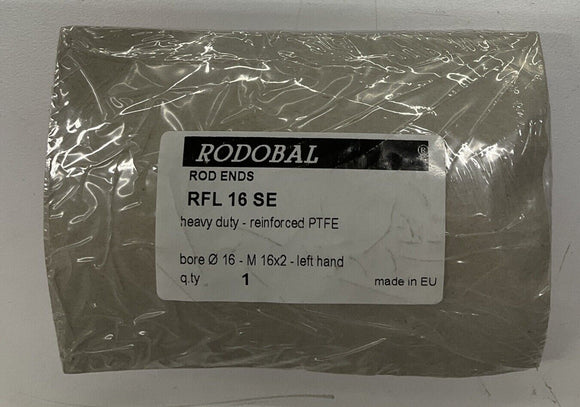 RODOBAL ®
ROD ENDS
RFL 16 SE
heavy duty - reinforced PTFE
bore Ø 16 - M 16x2 - left hand
q.ty 1 made in EU